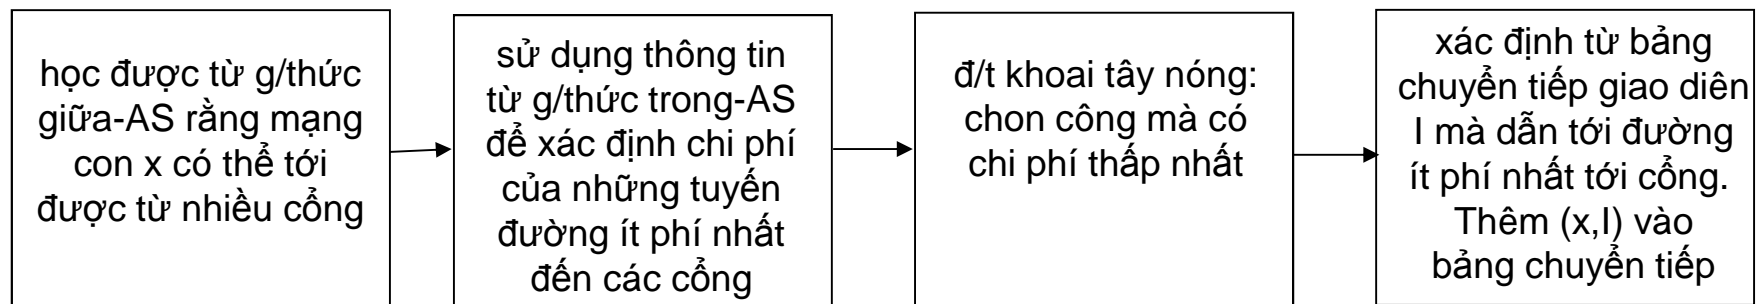 học được từ g/thức
giữa-AS rằng mạng
con x có thể tới
được từ nhiều cổng
sử dụng thông tin
từ g/thức trong-AS
để xác định chi phí
của những tuyến
đường ít phí nhất
đến các cổng
đ/t khoai tây nóng:
chon công mà có
chi phí thấp nhất
xác định từ bảng
chuyển tiếp giao diên
I mà dẫn tới đường
ít phí nhất tới cổng.
Thêm (x,I) vào
bảng chuyển tiếp